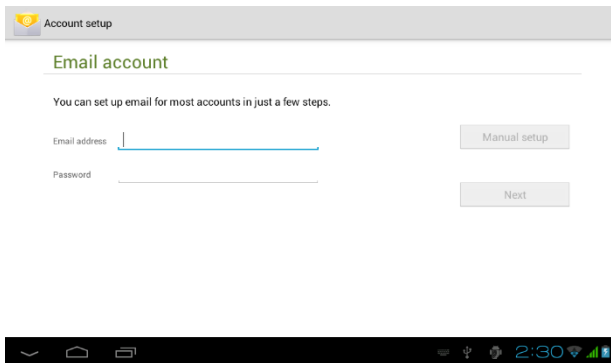 Account setup
Email account
You can set up email for most accounts in just a few steps.
Email address
Manual setup
Password
Next
2:30